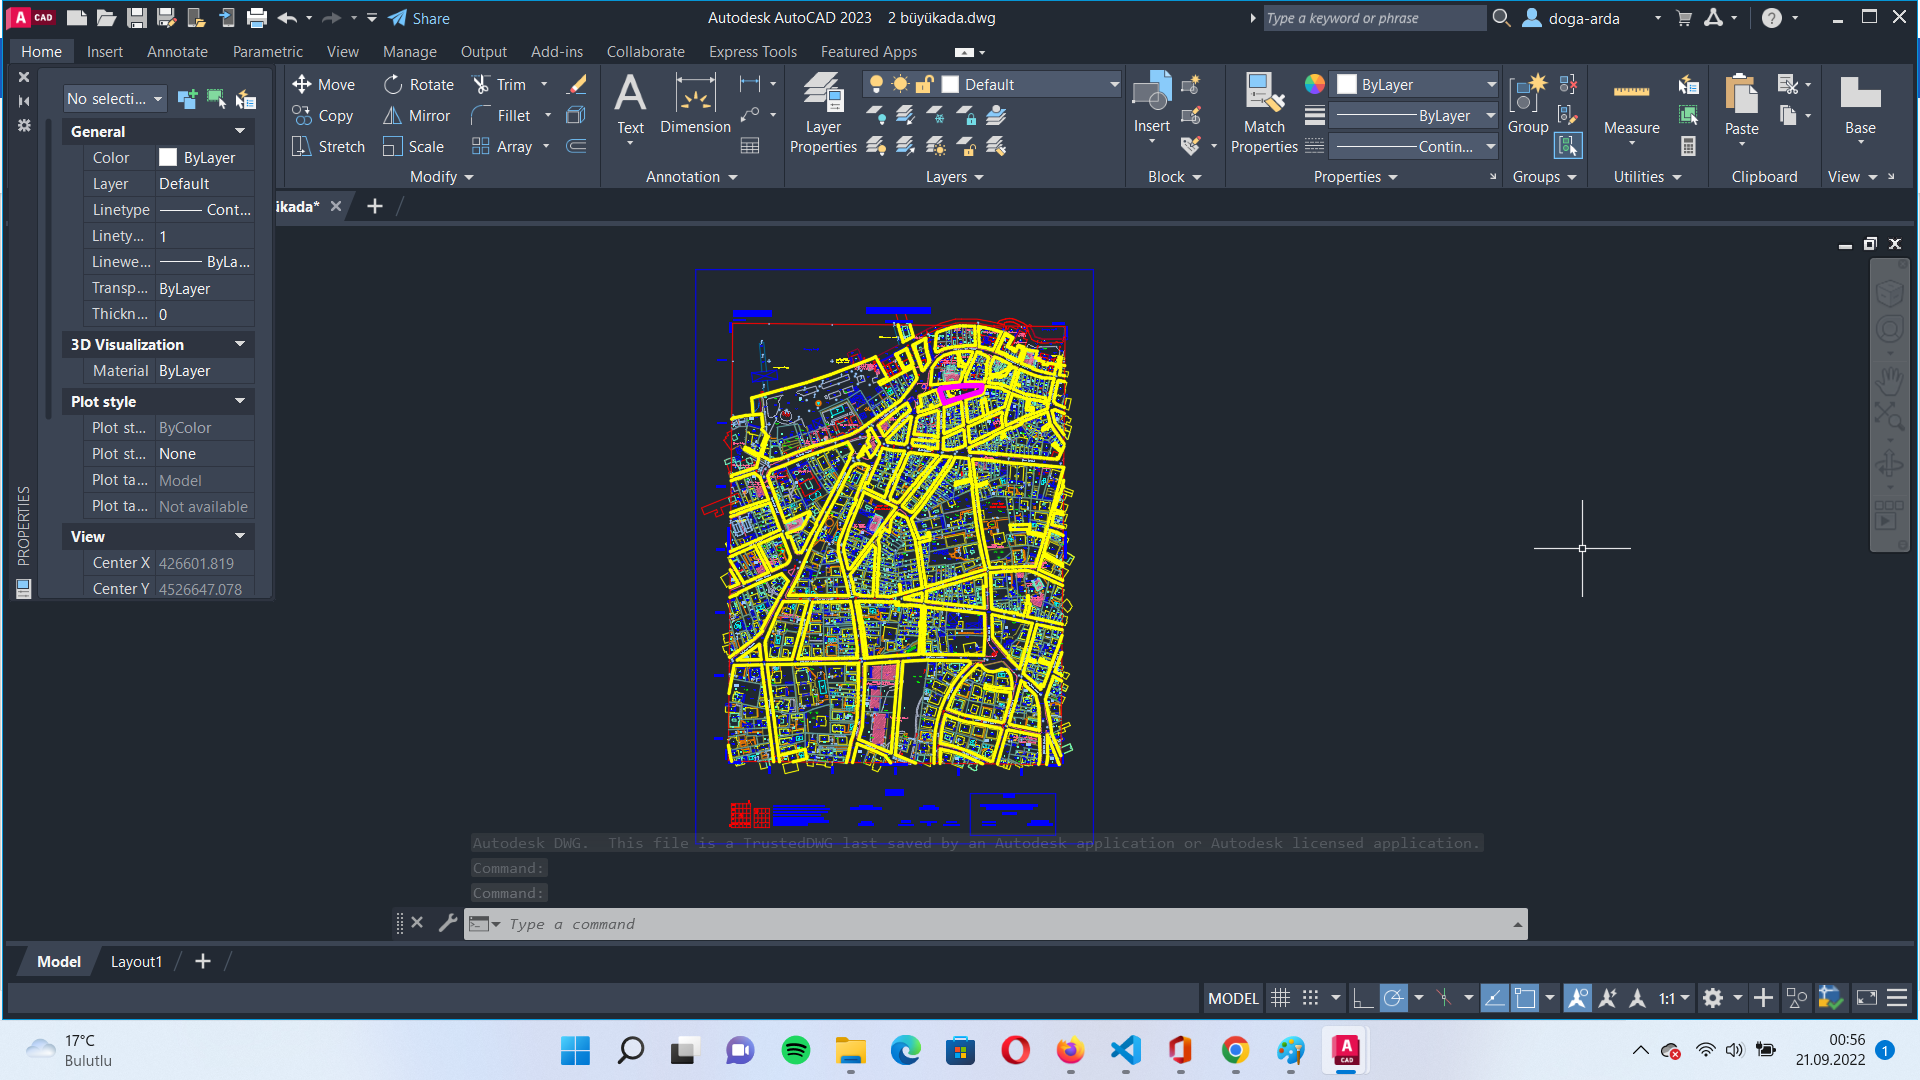 A CAD
Share
Autodesk AutoCAD 2023 2 büyükada.dwg
Type a keyword or phrase
doga-arda
Home Insert Annotate Parametric View Manage Output Add-ins Collaborate Express Tools Featured Apps
No selecti...
General
Color ByLayer
Layer Default
Linetype Cont...
Linety... 1
Linewe... ByLa...
Transp... ByLayer
Thickn... 0
3D Visualization
Material ByLayer
Plot style
Plot st... ByColor
Plot st... None
Plot ta... Model
Plot ta... Not available
View
Center X 426601.819
Center Y 4526647.078
PROPERTIES
Move Rotate Trim
Copy Mirror Fillet
Stretch Scale Array
Modify
Text
Dimension
Annotation
Layer
Properties
Default
Layers
Insert
Block
Match
Properties
ByLayer
ByLayer
Contin...
Properties
Group
Groups
Measure
Utilities
Paste
Clipboard
Base
View
ükada*
Autodesk DWG. This file is a TrustedDWG last saved by an Autodesk application or Autodesk licensed application.
Command:
Command:
Type a command
Model Layout1
MODEL
1:1
17°C
Bulutlu
A CAD
00:56
21.09.2022
1